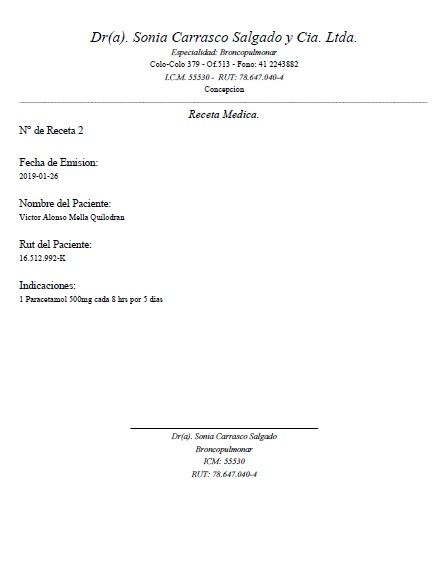 Dr(a). Sonia Carrasco Salgado y Cia. Ltda.
Especialidad: Broncopulmonar
Colo-Colo 379 - Of.513 - Fono: 41 2243882
I.C.M. 55530 - RUT: 78.647.040-4
Concepcion
Receta Medica.
N° de Receta 2
Fecha de Emision:
2019-01-26
Nombre del Paciente:
Victor Alonso Mella Quilodran
Rut del Paciente:
16.512.992-K
Indicaciones:
1 Paracetamol 500mg cada 8 hrs por 5 dias
Dr(a). Sonia Carrasco Salgado
Broncopulmonar
ICM: 55530
RUT: 78.647.040-4